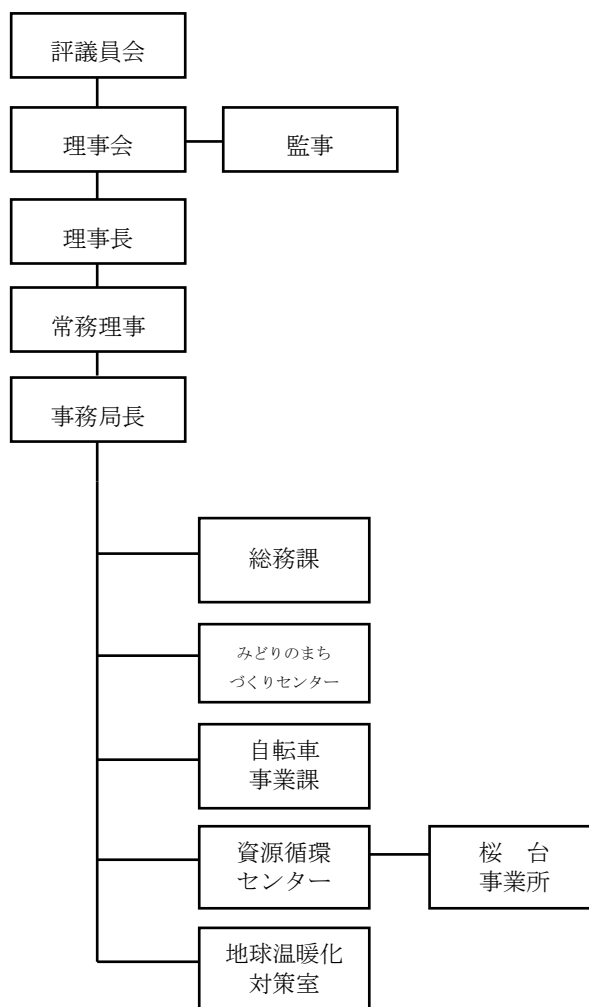 評議員会
理事会
監事
理事長
常務理事
事務局長
総務課
みどりのまち
づくりセンター
自転車
事業課
資源循環
センター
桜　台
事業所
地球温暖化
対策室